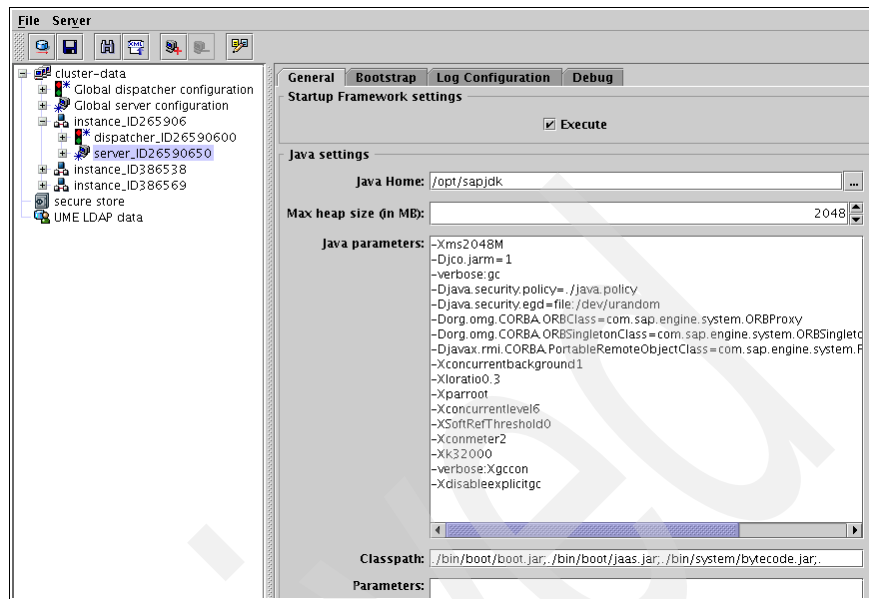 File Server
cluster-data
Global dispatcher configuration
Global server configuration
instance_ID265906
dispatcher_ID26590600
server_ID26590650
instance_ID386538
instance_ID386569
secure store
UME LDAP data
General Bootstrap Log Configuration Debug
Startup Framework settings
Execute
Java settings
Java Home: /opt/sapjdk ...
Max heap size (in MB): 2048
Java parameters: -Xms2048M
-Djco.jarm=1
-verbose:gc
-Djava.security.policy=./java.policy
-Djava.security.egd=file:/dev/urandom
-Dorg.omg.CORBA.ORBClass=com.sap.engine.system.ORBProxy
-Dorg.omg.CORBA.ORBSingletonClass=com.sap.engine.system.ORBSingletc
-Djavax.rmi.CORBA.PortableRemoteObjectClass=com.sap.engine.system.P
-Xconcurrentbackground1
-Xloratio0.3
-Xparroot
-Xconcurrentlevel6
-XSoftRefThreshold0
-Xconmeter2
-Xk32000
-verbose:Xgccon
-Xdisableexplicitgc
Classpath: ./bin/boot/boot.jar;./bin/boot/jaas.jar;./bin/system/bytecode.jar;.
Parameters: